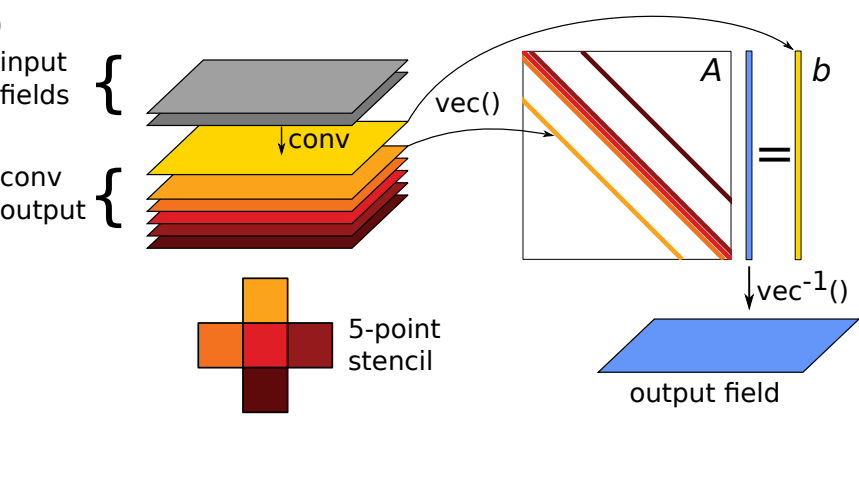 )
input
fields
{
conv
vec()
A
b
=
conv
output
{
vec-1()
5-point
stencil
output field